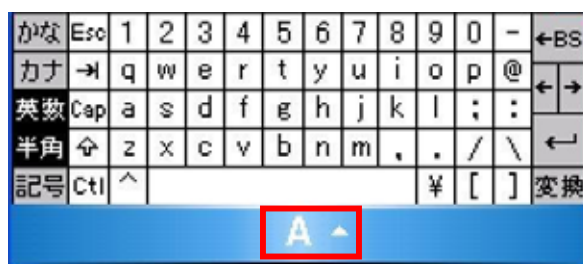 かな Esc 1 2 3 4 5 6 7 8 9 0 - ←BS
カナ →| q w e r t y u i o p @ ← →
英数 Cap a s d f g h j k l ; :
半角 ⇧ z x c v b n m , . / \ ↵
記号 Ctl ^ ¥ [ ] 変換
A